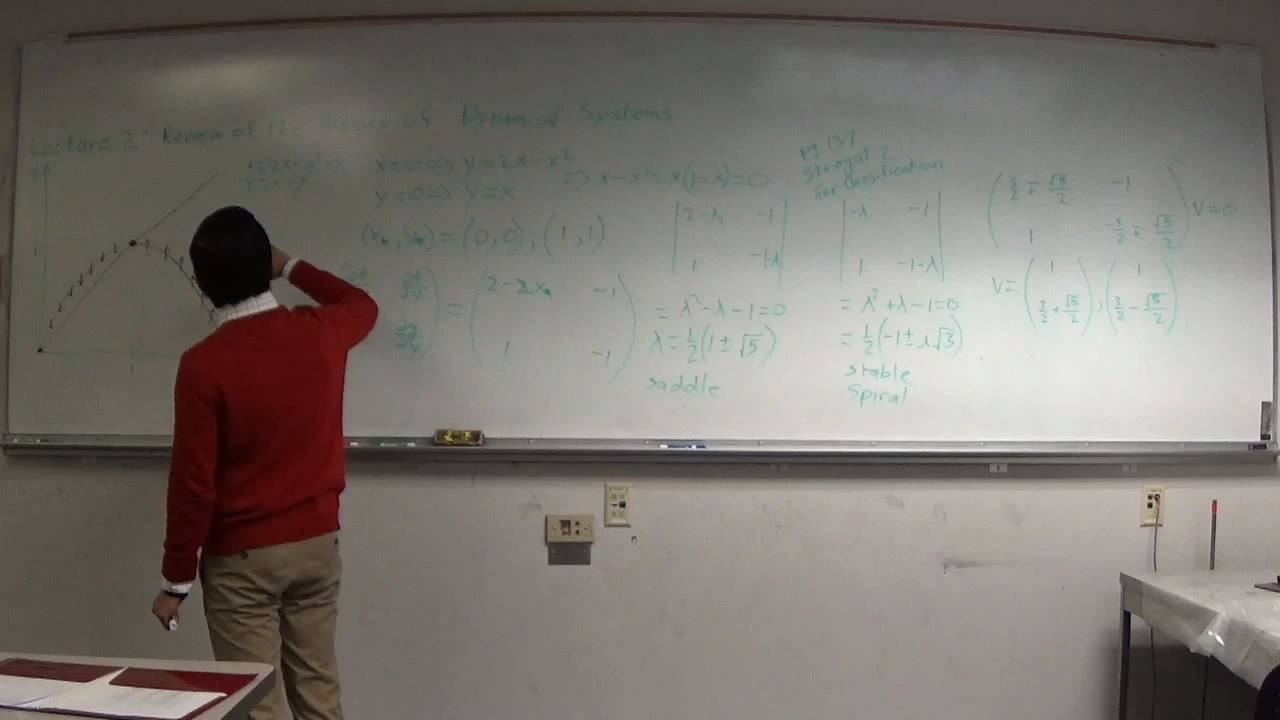 Lecture 2: Review of the Basics of Dynamical Systems
ẋ=0 => y=2x-x²
ẏ=0 => y=x
=> x-x²=x(1-x)=0
(x*, y*) = (0,0), (1,1)
= (2-2x* -1
1 -1)
|2-λ -1
1 -1-λ|
= λ²-λ-1=0
λ=½(1±√5)
saddle
pg 137
Strogatz
for classification
|-λ -1
1 -1-λ|
= λ²+λ-1=0
=½(-1±i√3)
stable
spiral
(3/2∓√5/2 -1
1 -3/2∓√5/2) V=0
V=(1
3/2+√5/2), (1
3/2-√5/2)
y
1
1